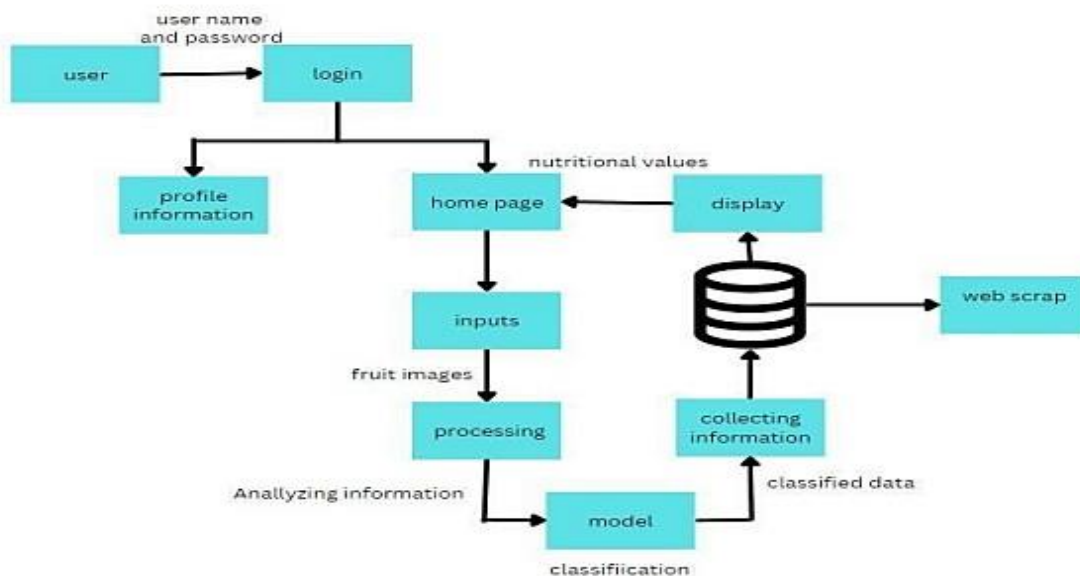 user name
and password
user
login
profile
information
nutritional values
home page
display
inputs
web scrap
fruit images
processing
collecting
information
Anallyzing information
classified data
model
classifiication